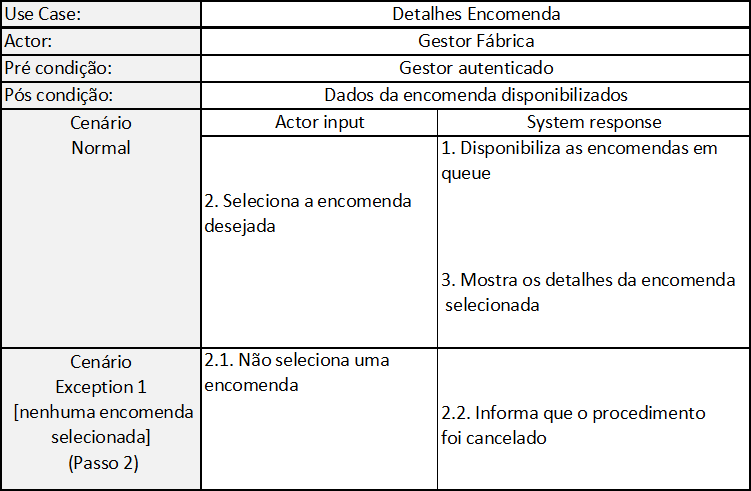 Use Case:
Detalhes Encomenda
Actor:
Gestor Fábrica
Pré condição:
Gestor autenticado
Pós condição:
Dados da encomenda disponibilizados
Cenário
Normal
Actor input
System response
1. Disponibiliza as encomendas em
queue
2. Seleciona a encomenda
desejada
3. Mostra os detalhes da encomenda
selecionada
Cenário
Exception 1
[nenhuma encomenda
selecionada]
(Passo 2)
2.1. Não seleciona uma
encomenda
2.2. Informa que o procedimento
foi cancelado